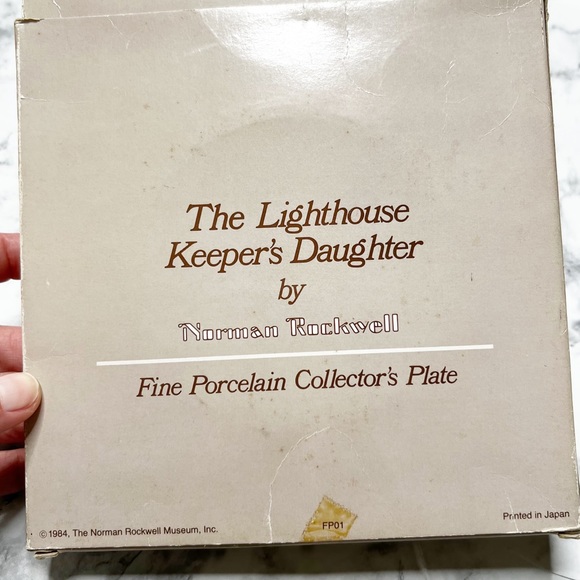 The Lighthouse
Keeper's Daughter
by
Norman Rockwell
Fine Porcelain Collector's Plate
© 1984, The Norman Rockwell Museum, Inc.
FP01
Printed in Japan